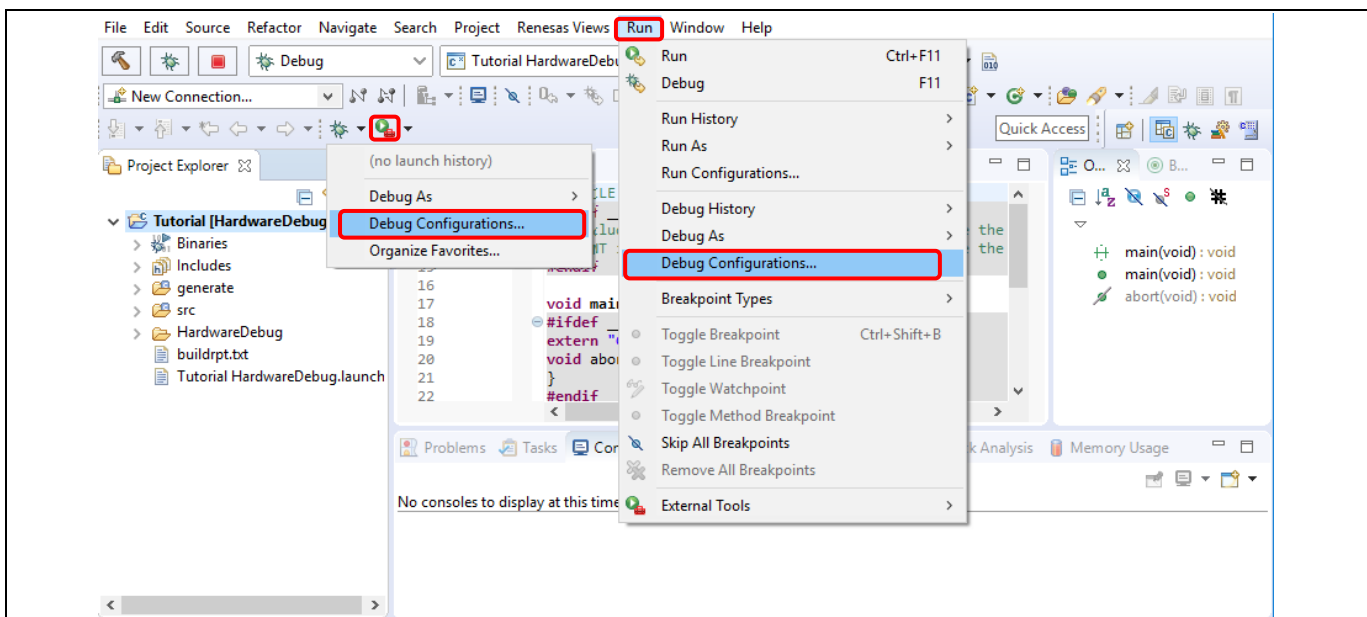 File Edit Source Refactor Navigate Search Project Renesas Views Run Window Help
Debug
Tutorial HardwareDebu
New Connection...
Quick Access
Run Ctrl+F11
Debug F11
Run History
Run As
Run Configurations...
Debug History
Debug As
Debug Configurations...
Breakpoint Types
Toggle Breakpoint Ctrl+Shift+B
Toggle Line Breakpoint
Toggle Watchpoint
Toggle Method Breakpoint
Skip All Breakpoints
Remove All Breakpoints
External Tools
(no launch history)
Debug As
Debug Configurations...
Organize Favorites...
Project Explorer
Tutorial [HardwareDebug
Binaries
Includes
generate
src
HardwareDebug
buildrpt.txt
Tutorial HardwareDebug.launch
the
the
16
17 void mai
18 #ifdef _
19 extern "
20 void abo
21 }
22 #endif
O... B...
main(void) : void
main(void) : void
abort(void) : void
Problems Tasks Cor
k Analysis Memory Usage
No consoles to display at this time